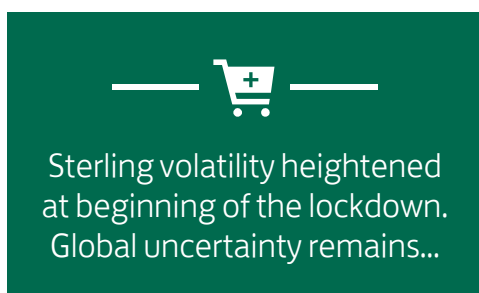 Sterling volatility heightened
at beginning of the lockdown.
Global uncertainty remains...